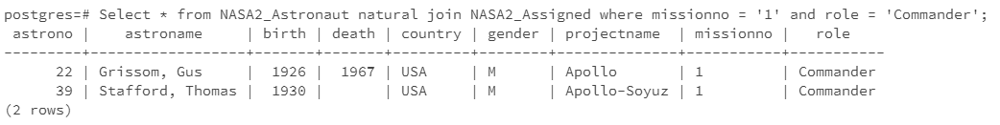 postgres=# Select * from NASA2_Astronaut natural join NASA2_Assigned where missionno = '1' and role = 'Commander';
 astrono |     astroname     | birth | death | country | gender | projectname  | missionno |   role
---------+-------------------+-------+-------+---------+--------+--------------+-----------+-----------
      22 | Grissom, Gus      |  1926 |  1967 | USA     | M      | Apollo       | 1         | Commander
      39 | Stafford, Thomas  |  1930 |       | USA     | M      | Apollo-Soyuz | 1         | Commander
(2 rows)